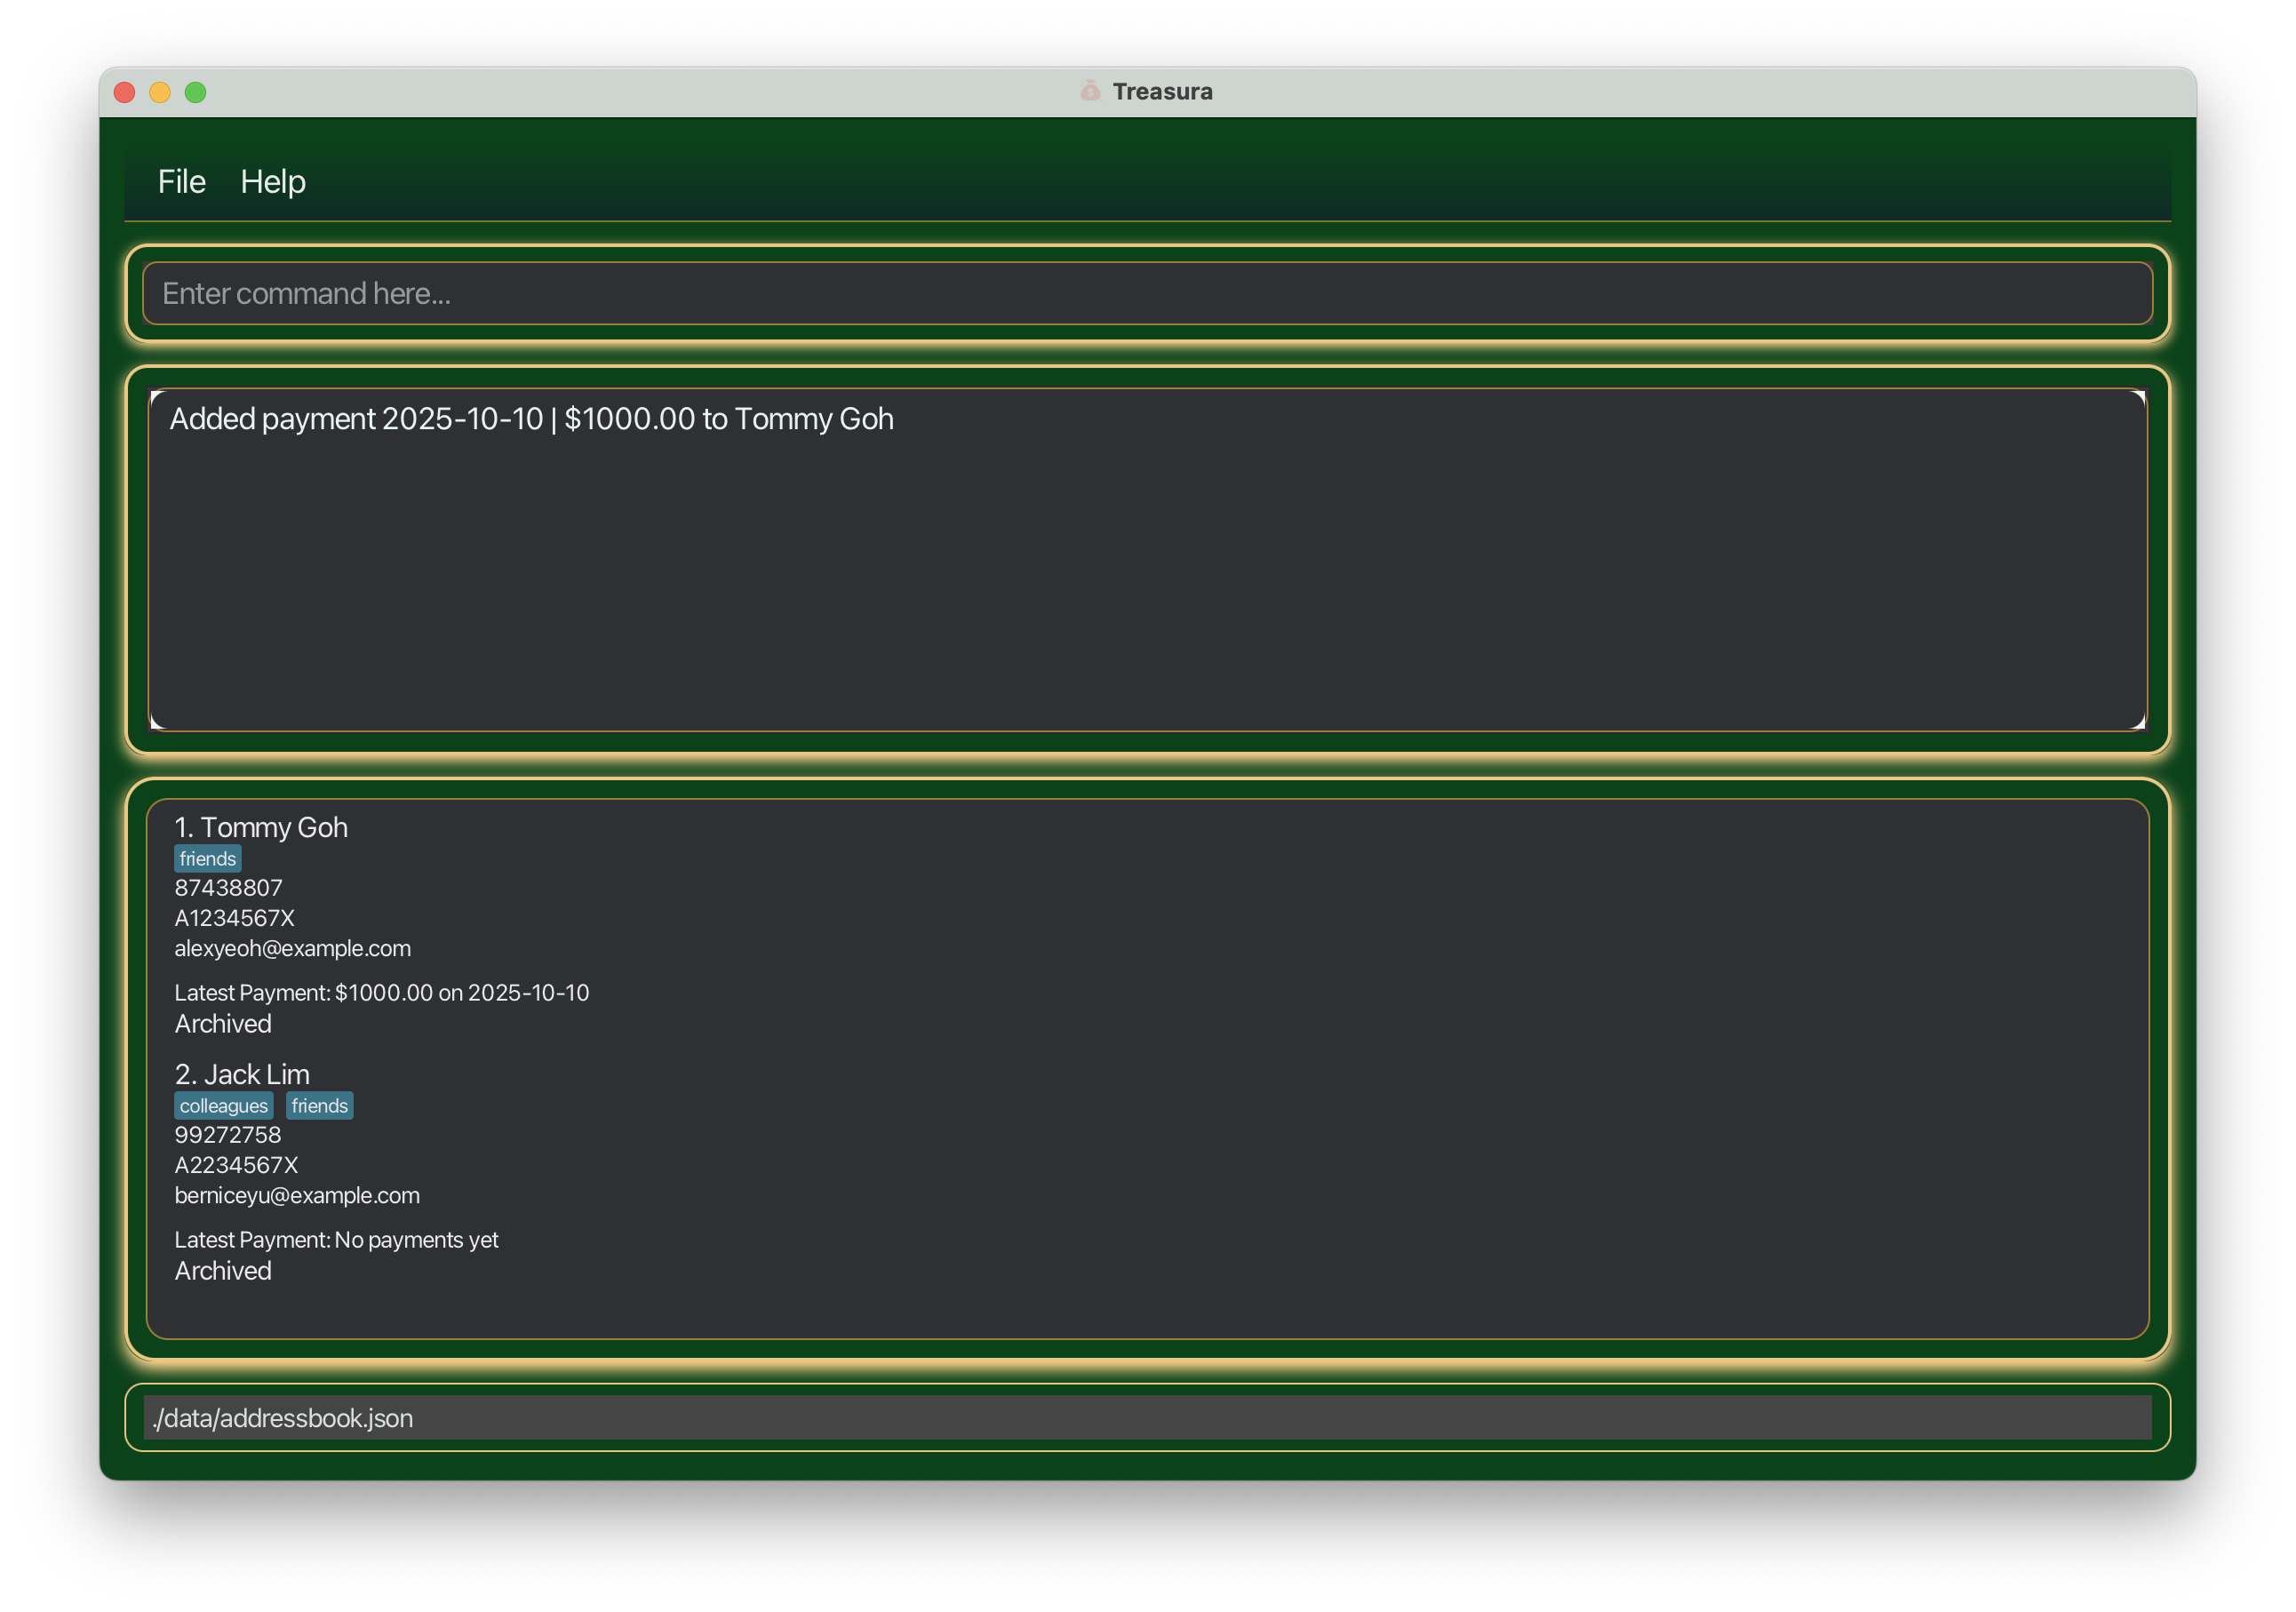 Treasura
File Help
Enter command here...
Added payment 2025-10-10 | $1000.00 to Tommy Goh
1. Tommy Goh
friends
87438807
A1234567X
alexyeoh@example.com
Latest Payment: $1000.00 on 2025-10-10
Archived
2. Jack Lim
colleagues friends
99272758
A2234567X
berniceyu@example.com
Latest Payment: No payments yet
Archived
./data/addressbook.json